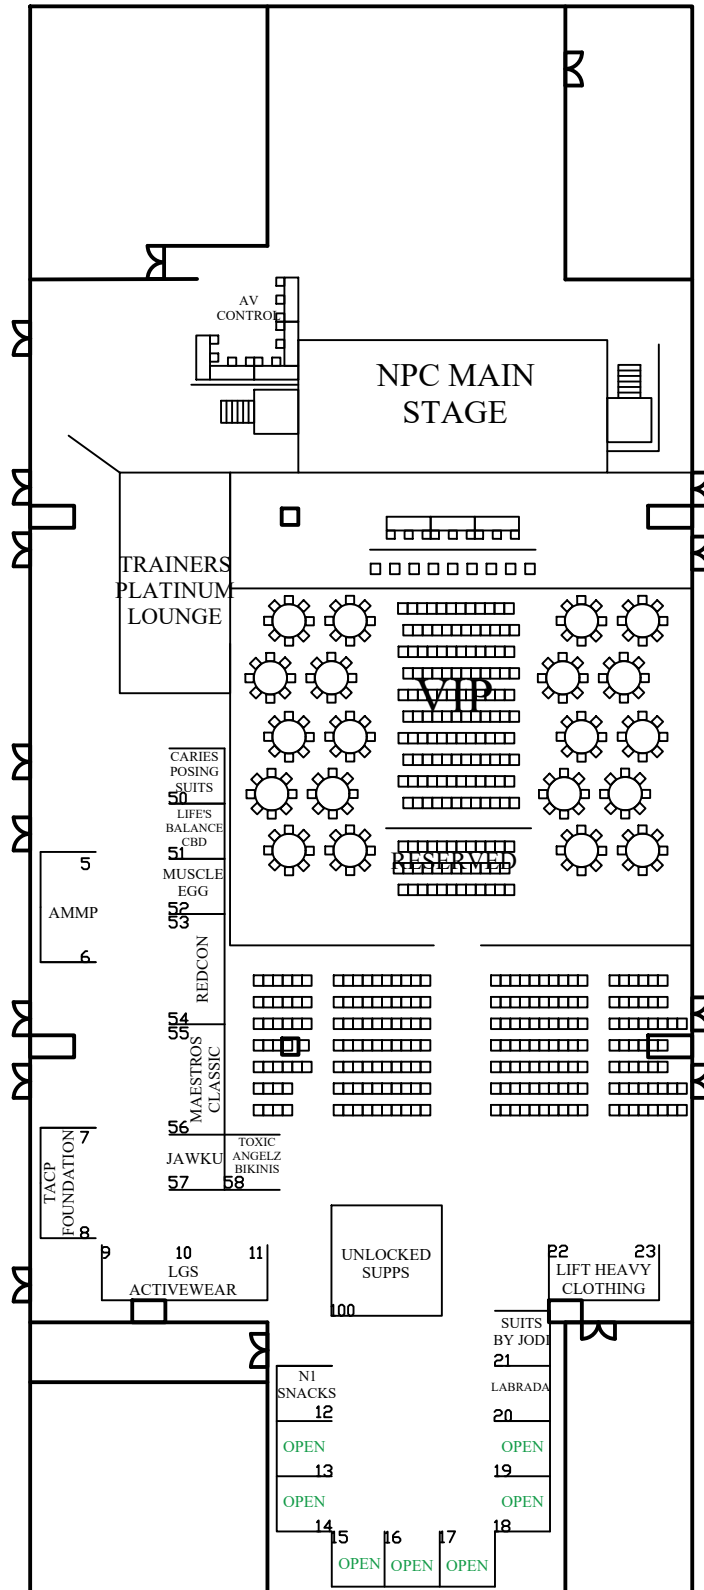 AV
CONTROL
NPC MAIN
STAGE
TRAINERS
PLATINUM
LOUNGE
VIP
RESERVED
CARIES
POSING
SUITS
50
LIFE'S
BALANCE
CBD
51
MUSCLE
EGG
52
5
AMMP
6
53
REDCON
54
55
MAESTROS
CLASSIC
56
7
TACP
FOUNDATION
8
JAWKU
57
TOXIC
ANGELZ
BIKINIS
58
9
10
11
LGS
ACTIVEWEAR
UNLOCKED
SUPPS
100
22
23
LIFT HEAVY
CLOTHING
SUITS
BY JODI
21
N1
SNACKS
12
LABRADA
20
OPEN
13
OPEN
19
OPEN
14
OPEN
18
15
OPEN
16
OPEN
17
OPEN